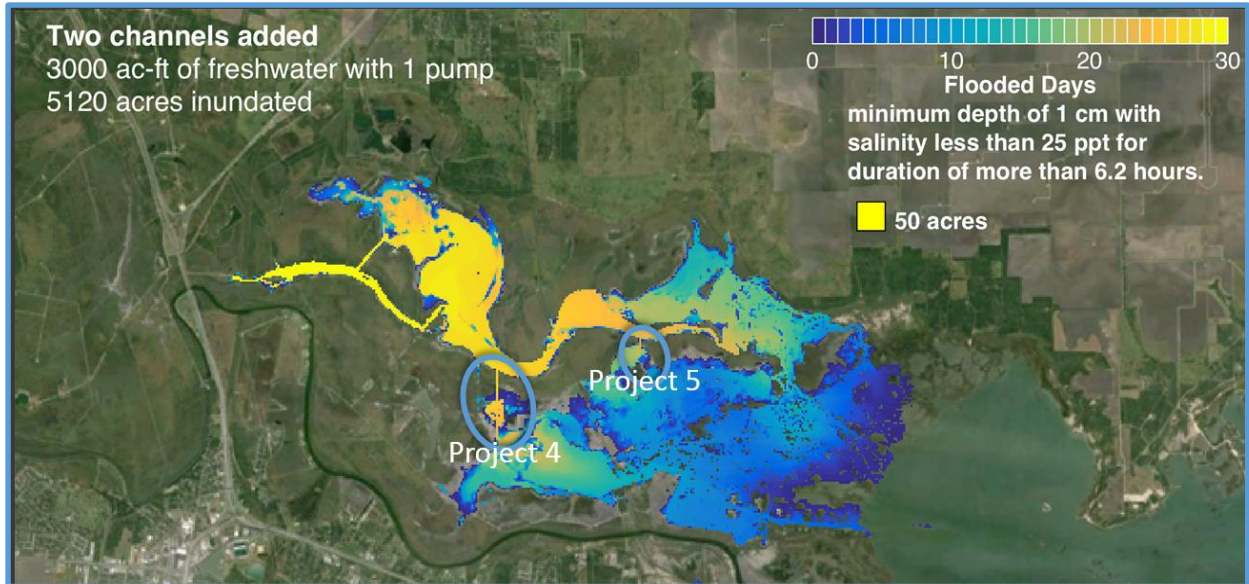 Two channels added
3000 ac-ft of freshwater with 1 pump
5120 acres inundated
0 10 20 30
Flooded Days
minimum depth of 1 cm with
salinity less than 25 ppt for
duration of more than 6.2 hours.
50 acres
Project 5
Project 4